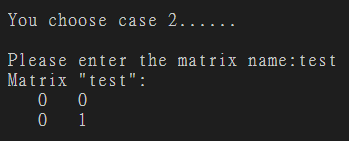 You choose case 2......
Please enter the matrix name:test
Matrix "test":
0 0
0 1